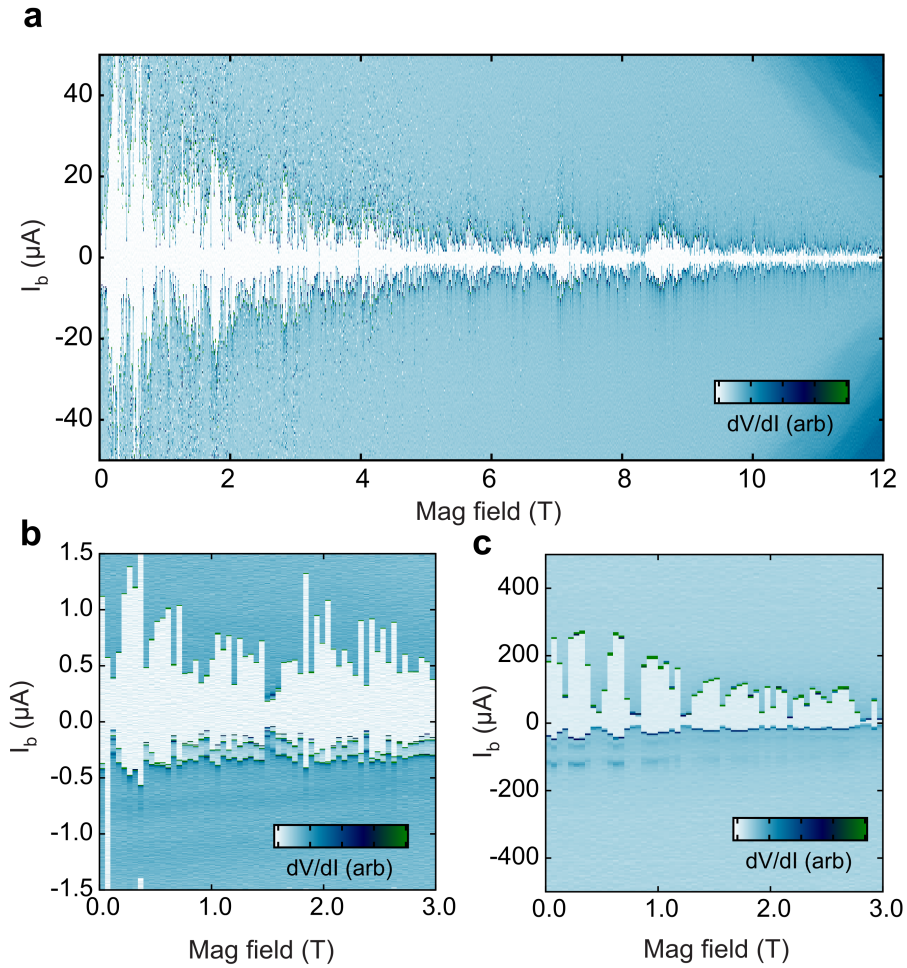 a
40
20
0
-20
-40
I_b (µA)
dV/dI (arb)
0 2 4 6 8 10 12
Mag field (T)
b
1.5
1.0
0.5
0.0
-0.5
-1.0
-1.5
I_b (µA)
dV/dI (arb)
0.0 1.0 2.0 3.0
Mag field (T)
c
400
200
0
-200
-400
I_b (µA)
dV/dI (arb)
0.0 1.0 2.0 3.0
Mag field (T)